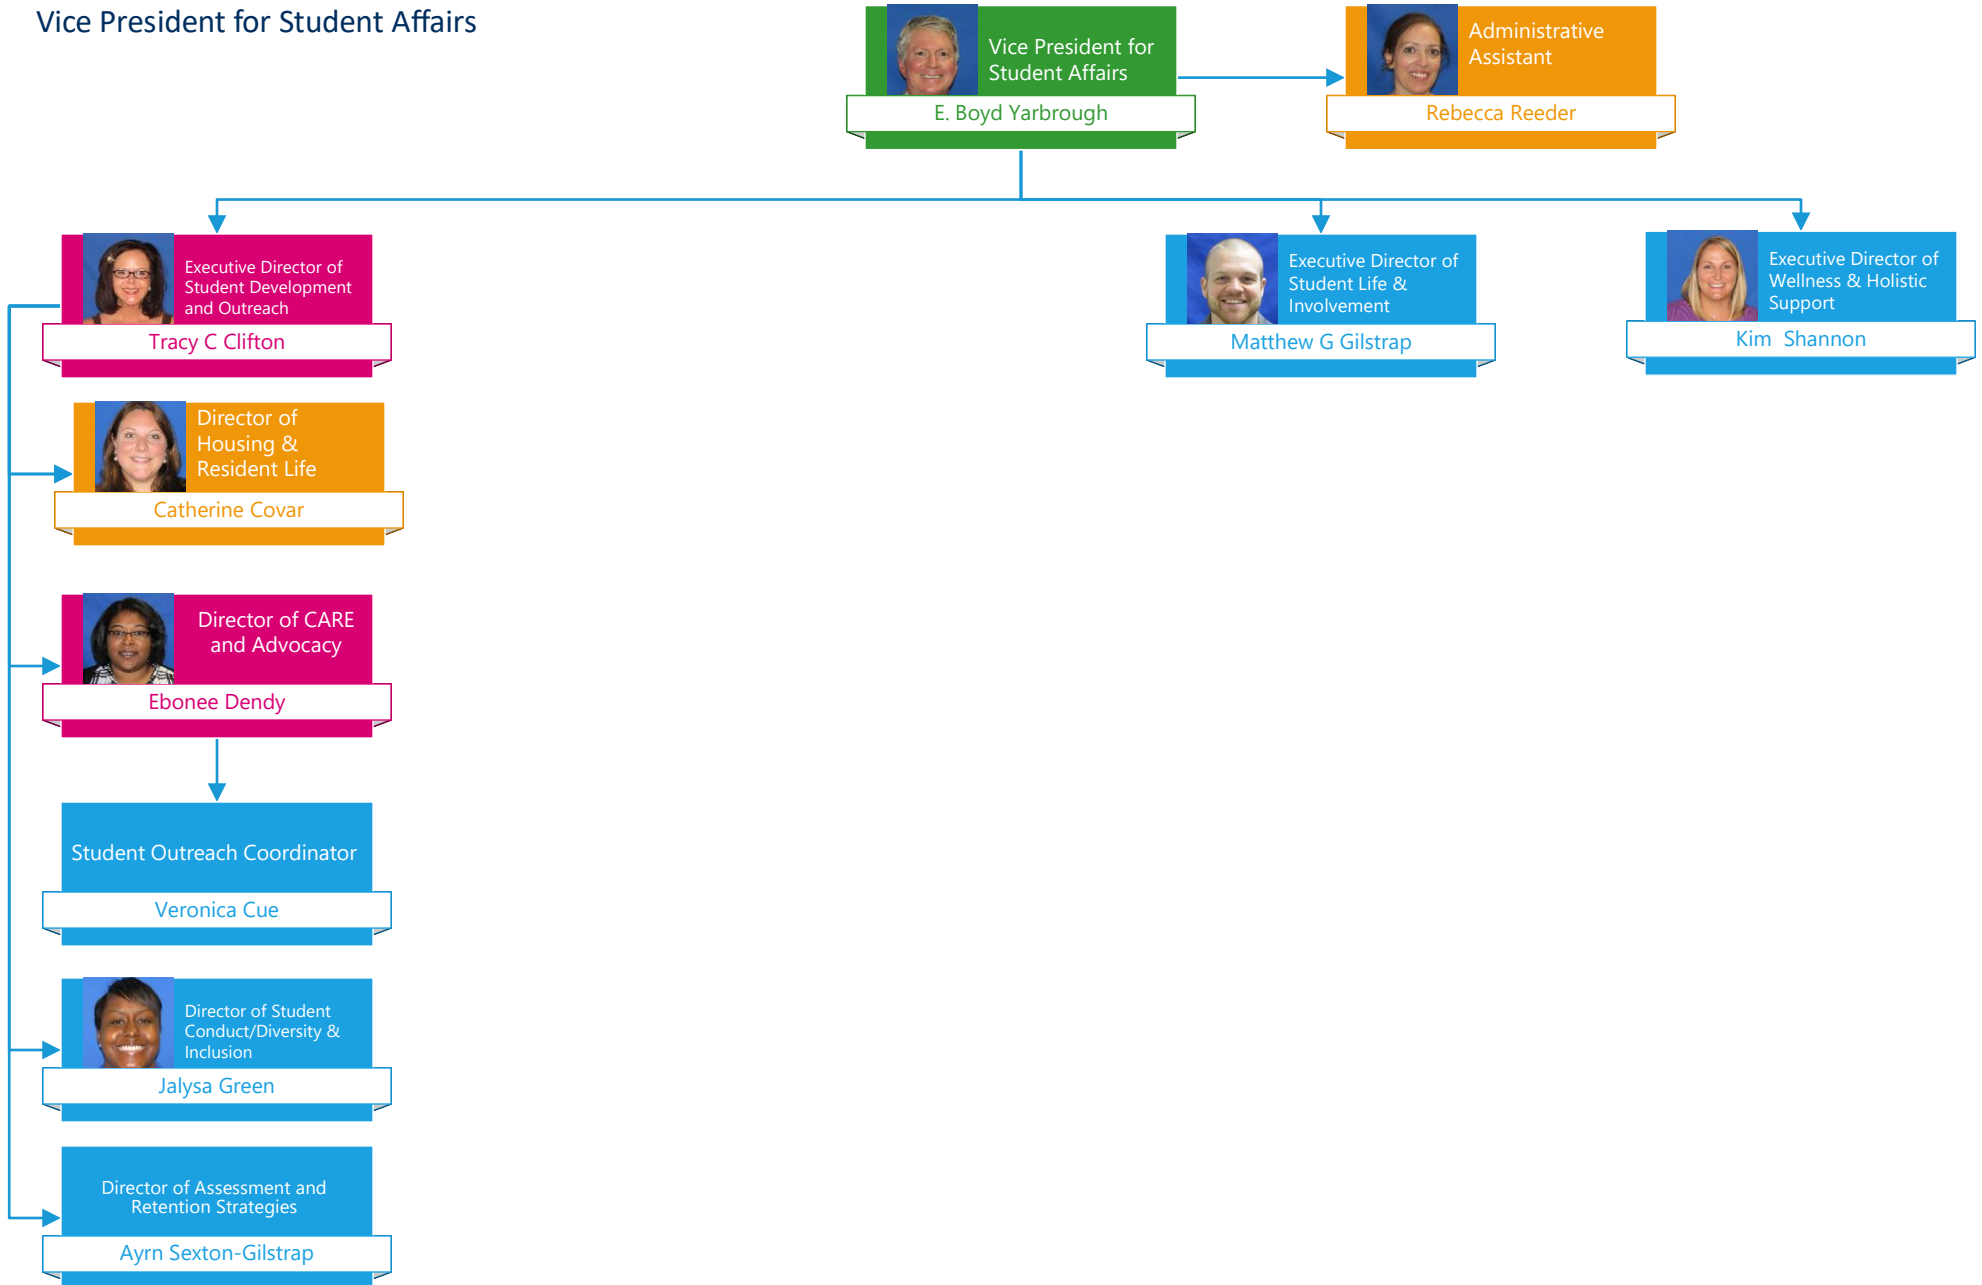 Vice President for Student Affairs
Vice President for
Student Affairs
E. Boyd Yarbrough
Administrative
Assistant
Rebecca Reeder
Executive Director of
Student Development
and Outreach
Tracy C Clifton
Executive Director of
Student Life &
Involvement
Matthew G Gilstrap
Executive Director of
Wellness & Holistic
Support
Kim  Shannon
Director of
Housing &
Resident Life
Catherine Covar
Director of CARE
and Advocacy
Ebonee Dendy
Student Outreach Coordinator
Veronica Cue
Director of Student
Conduct/Diversity &
Inclusion
Jalysa Green
Director of Assessment and
Retention Strategies
Ayrn Sexton-Gilstrap